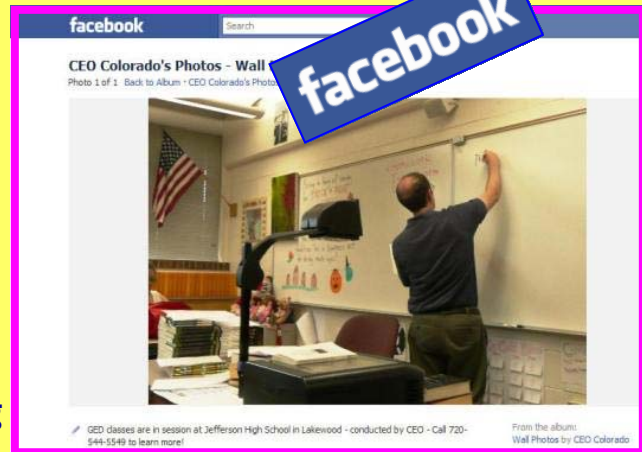 facebook
Search
facebook
CEO Colorado's Photos - Wall
Photo 1 of 1 Back to Album · CEO Colorado's Photos
GED classes are in session at Jefferson High School in Lakewood - conducted by CEO - Call 720-
544-5549 to learn more!
From the album:
Wall Photos by CEO Colorado